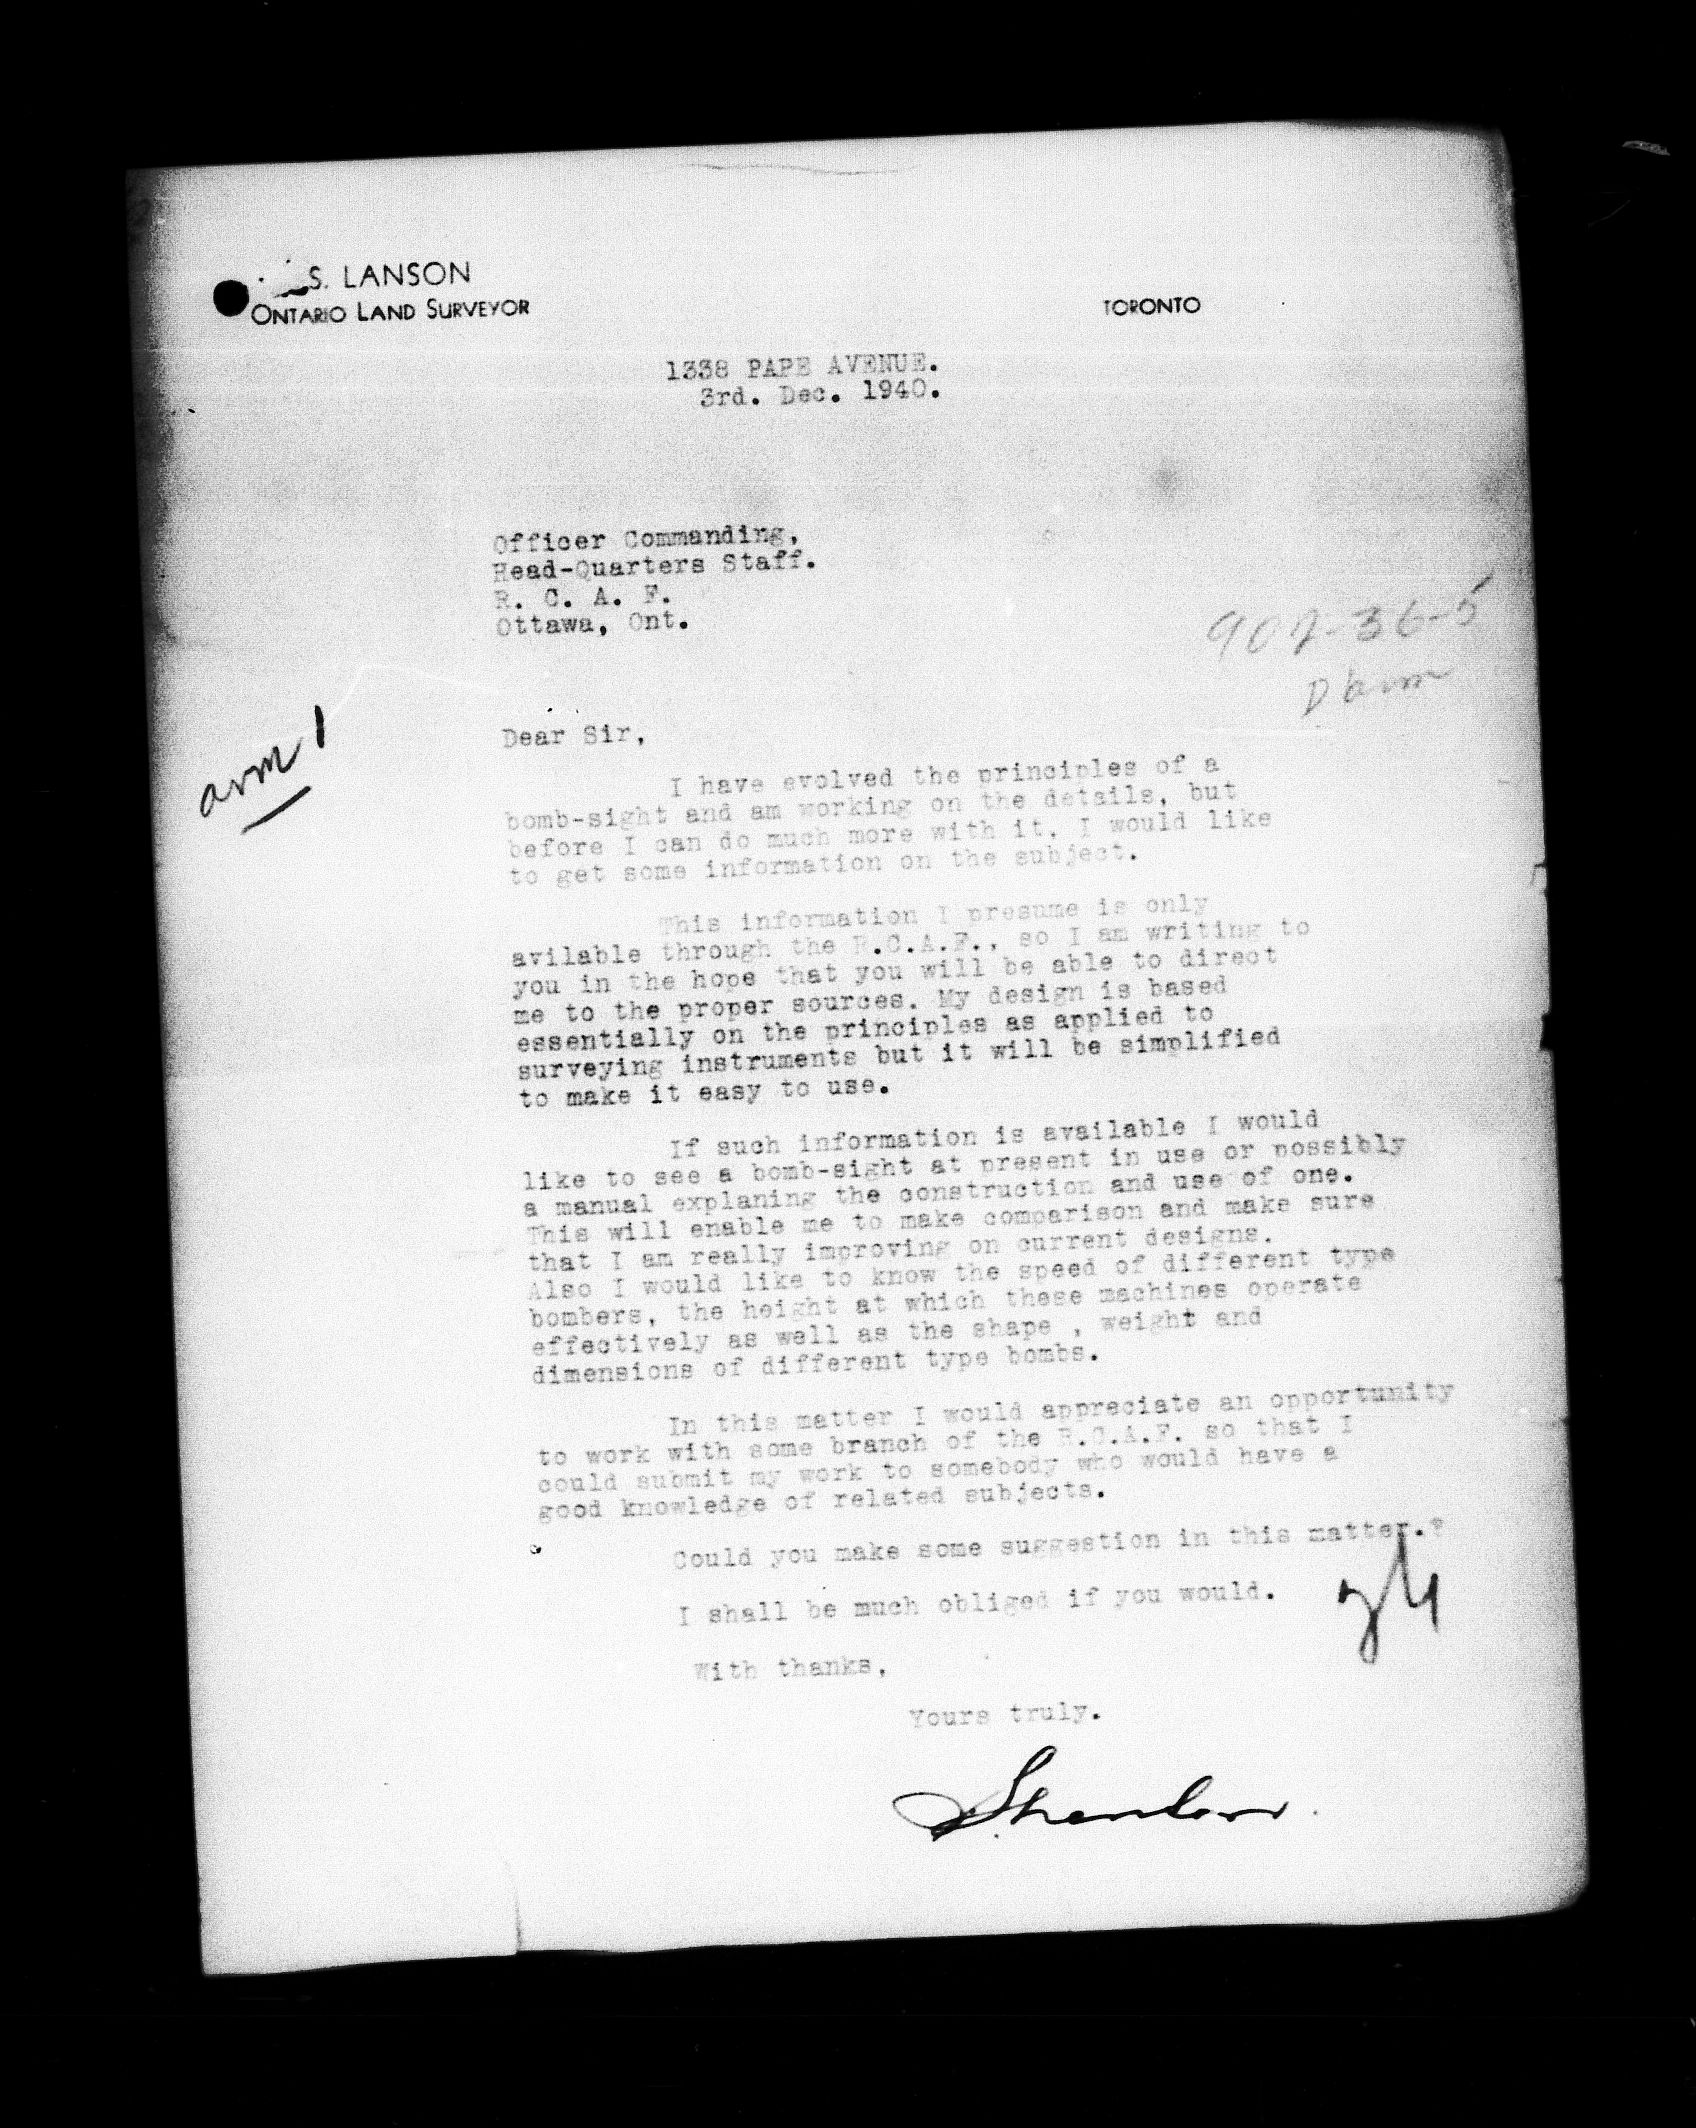 S. LANSON
ONTARIO LAND SURVEYOR
TORONTO
1338 PAPE AVENUE.
3rd. Dec. 1940.
Officer Commanding,
Head-Quarters Staff.
R. C. A. F.
Ottawa, Ont.
902-36-5
arm 1
Dear Sir,
I have evolved the principles of a
bomb-sight and am working on the details, but
before I can do much more with it, I would like
to get some information on the subject.
This information I presume is only
avilable through the R.C.A.F., so I am writing to
you in the hope that you will be able to direct
me to the proper sources. My design is based
essentially on the principles as applied to
surveying instruments but it will be simplified
to make it easy to use.
If such information is available I would
like to see a bomb-sight at present in use or possibly
a manual explaning the construction and use of one.
This will enable me to make comparison and make sure
that I am really improving on current designs.
Also I would like to know the speed of different type
bombers, the height at which these machines operate
effectively as well as the shape , weight and
dimensions of different type bombs.
In this matter I would appreciate an opportunity
to work with some branch of the R.C.A.F. so that I
could submit my work to somebody who would have a
good knowledge of related subjects.
Could you make some suggestion in this matter.?
I shall be much obliged if you would.
With thanks,
Yours truly.